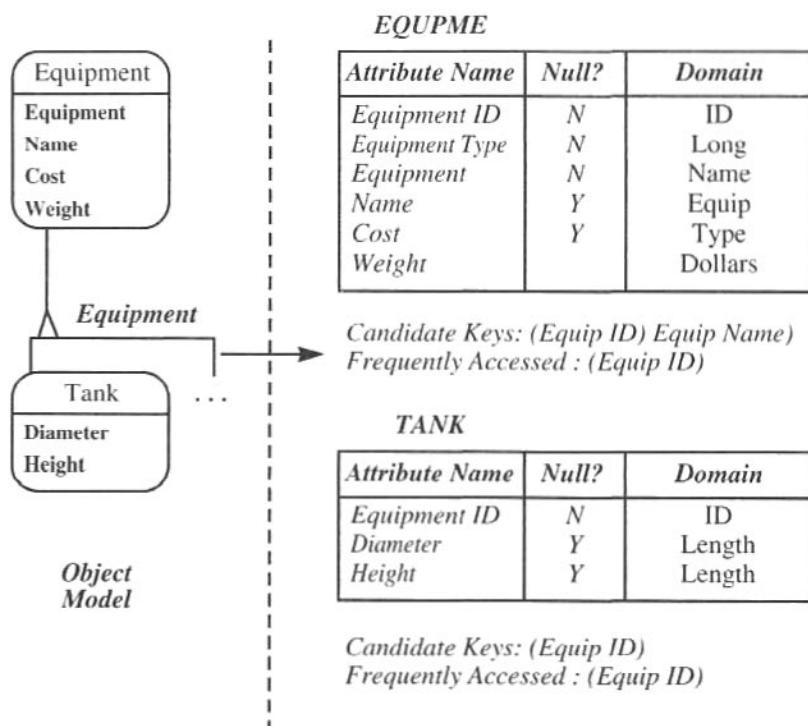 Equipment
Equipment
Name
Cost
Weight
Equipment
Tank
. . .
Diameter
Height
Object
Model
EQUPME
Attribute Name Null? Domain
Equipment ID N ID
Equipment Type N Long
Equipment N Name
Name Y Equip
Cost Y Type
Weight Dollars
Candidate Keys: (Equip ID) Equip Name)
Frequently Accessed : (Equip ID)
TANK
Attribute Name Null? Domain
Equipment ID N ID
Diameter Y Length
Height Y Length
Candidate Keys: (Equip ID)
Frequently Accessed : (Equip ID)